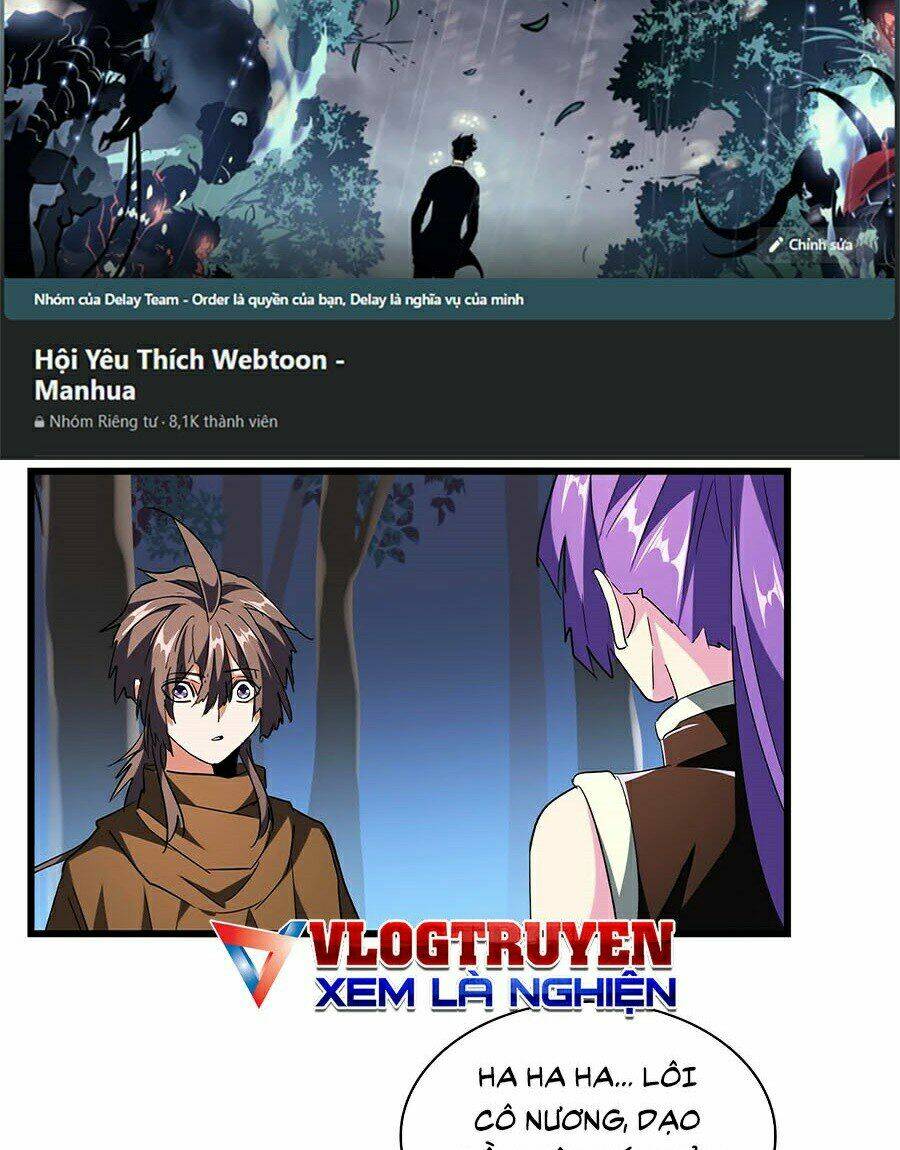 Chỉnh sửa
Nhóm của Delay Team - Order là quyền của bạn, Delay là nghĩa vụ của mình
Hội Yêu Thích Webtoon -
Manhua
Nhóm Riêng tư · 8,1K thành viên
VLOGTRUYEN
XEM LÀ NGHIỆN
HA HA HA... LÔI
CÔ NƯƠNG, DẠO